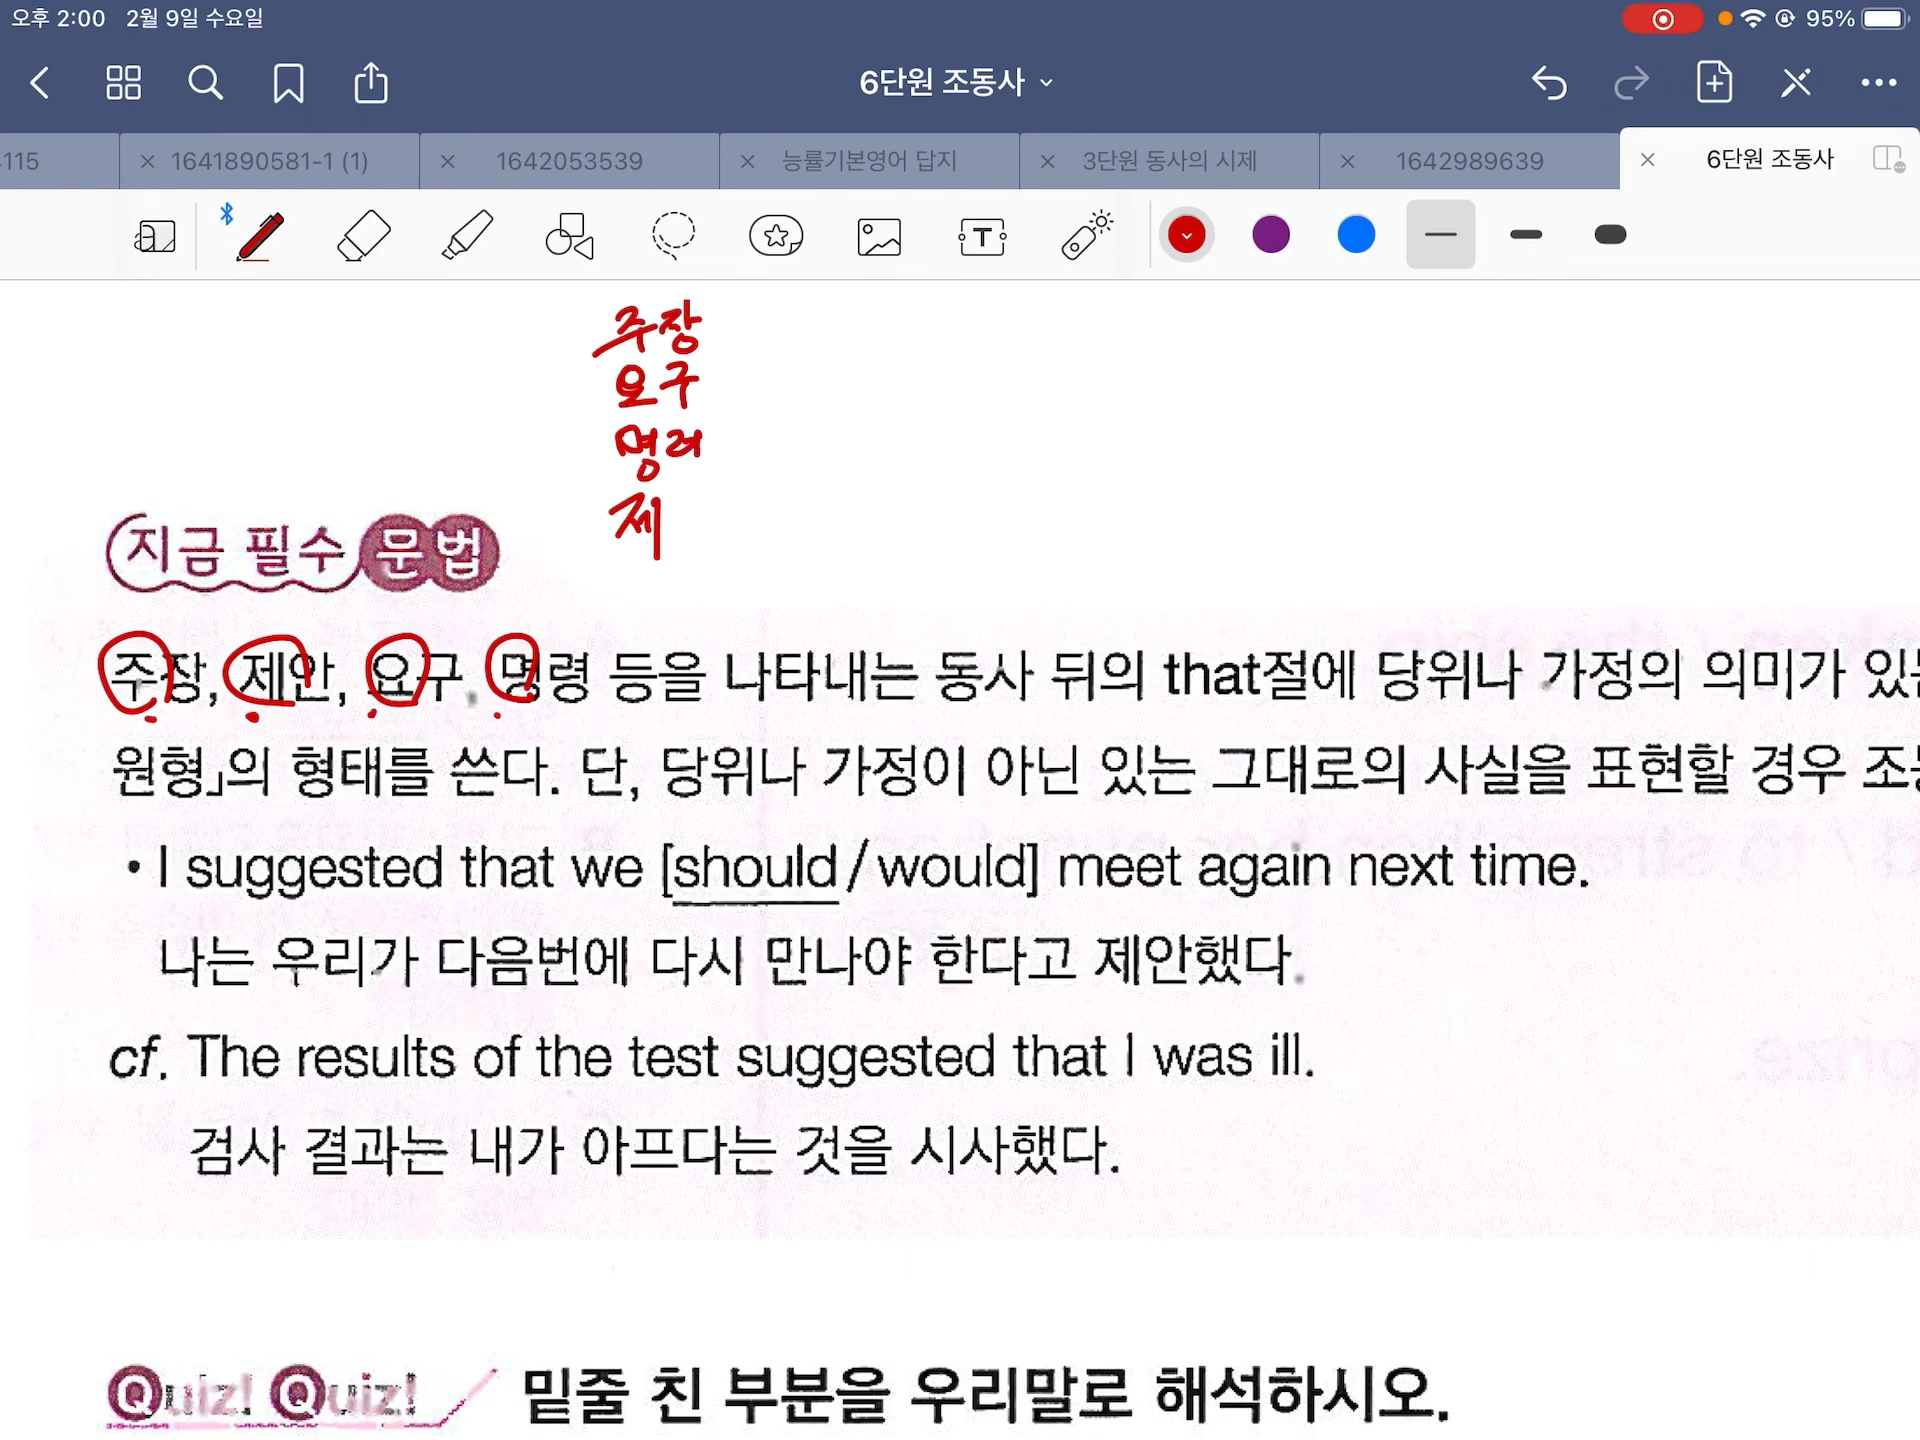 오후 2:00 2월 9일 수요일 95%
6단원 조동사
115 1641890581-1 (1) 1642053539 능률기본영어 답지 3단원 동사의 시제 1642989639 6단원 조동사
주장
요구
명려
제
지금 필수 문법
주장, 제안, 요구, 명령 등을 나타내는 동사 뒤의 that절에 당위나 가정의 의미가
원형」의 형태를 쓴다. 단, 당위나 가정이 아닌 있는 그대로의 사실을 표현할 경우
• I suggested that we [should/would] meet again next time.
나는 우리가 다음번에 다시 만나야 한다고 제안했다.
cf. The results of the test suggested that I was ill.
검사 결과는 내가 아프다는 것을 시사했다.
Quiz! Quiz! 밑줄 친 부분을 우리말로 해석하시오.